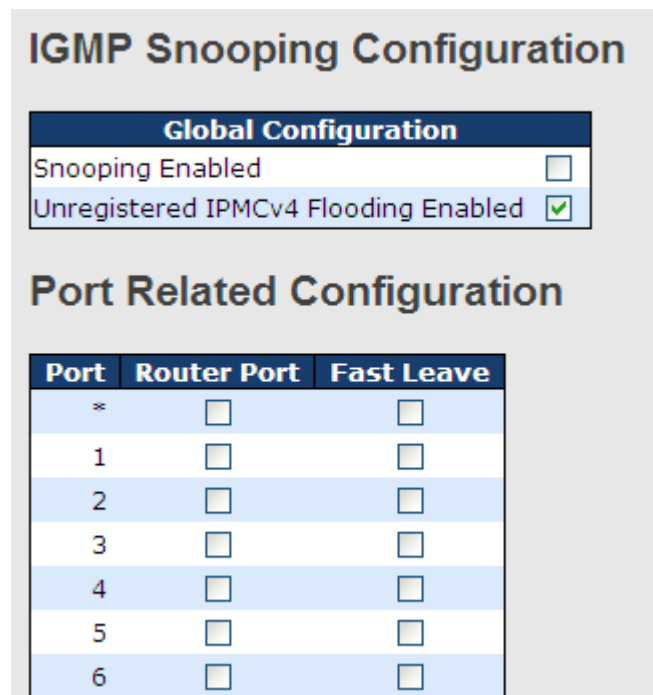 IGMP Snooping Configuration
Global Configuration
Snooping Enabled
Unregistered IPMCv4 Flooding Enabled
Port Related Configuration
Port Router Port Fast Leave
*
1
2
3
4
5
6